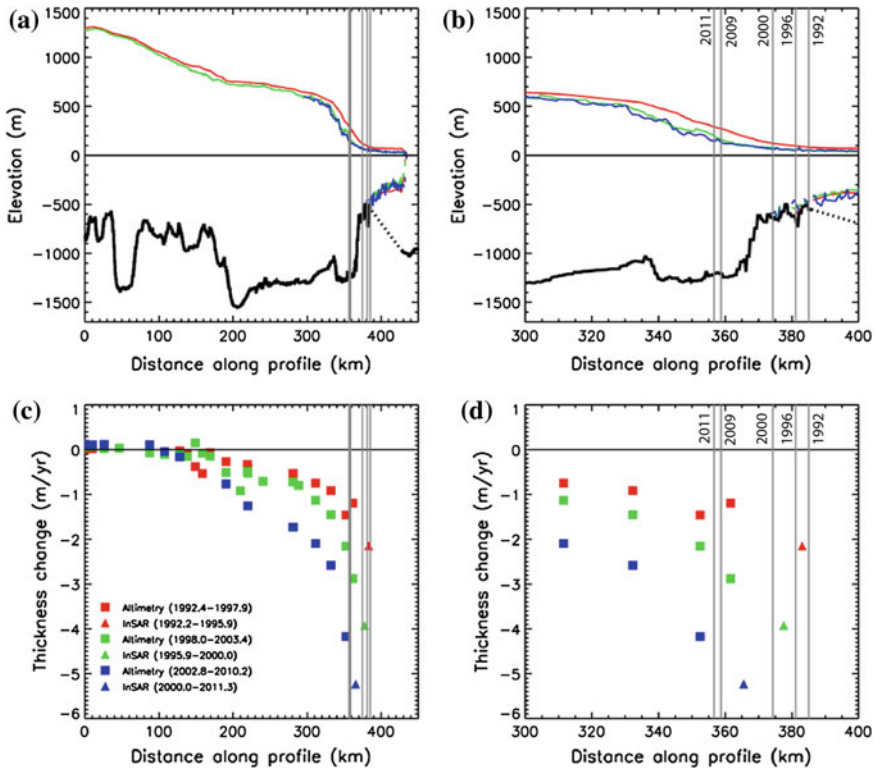 (a)
1500
1000
500
0
−500
−1000
−1500
Elevation (m)
0 100 200 300 400
Distance along profile (km)
(b)
2011
2009
2000
1996
1992
1500
1000
500
0
−500
−1000
−1500
Elevation (m)
300 320 340 360 380 400
Distance along profile (km)
(c)
1
0
−1
−2
−3
−4
−5
−6
Thickness change (m/yr)
Altimetry (1992.4−1997.9)
InSAR (1992.2−1995.9)
Altimetry (1998.0−2003.4)
InSAR (1995.9−2000.0)
Altimetry (2002.8−2010.2)
InSAR (2000.0−2011.3)
0 100 200 300 400
Distance along profile (km)
(d)
2011
2009
2000
1996
1992
1
0
−1
−2
−3
−4
−5
−6
Thickness change (m/yr)
300 320 340 360 380 400
Distance along profile (km)